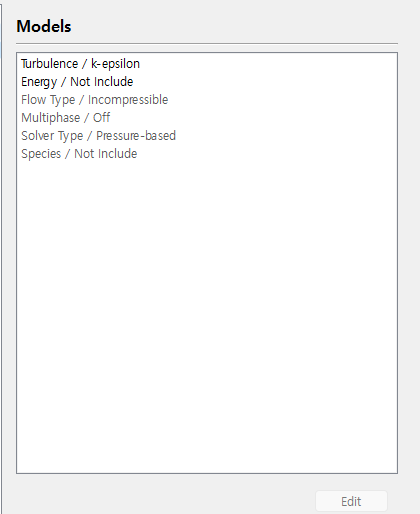 Models
Turbulence / k-epsilon
Energy / Not Include
Flow Type / Incompressible
Multiphase / Off
Solver Type / Pressure-based
Species / Not Include
Edit